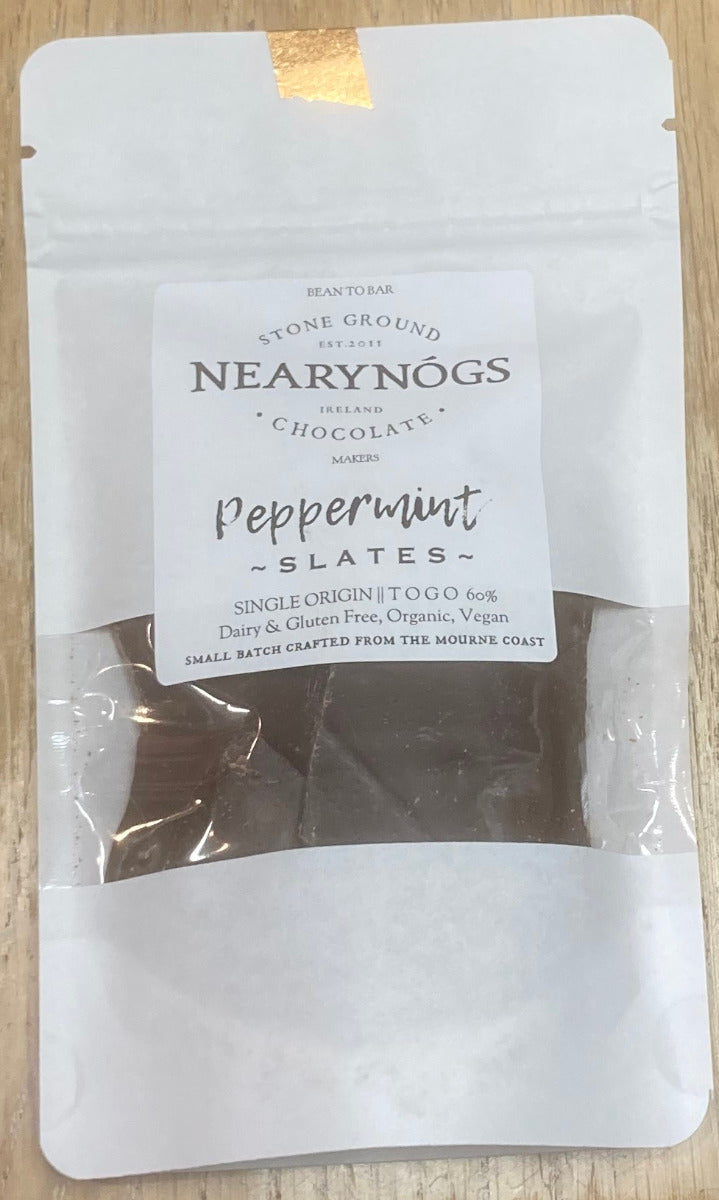 BEAN TO BAR
STONE GROUND
EST.2011
NEARYNÓGS
IRELAND
• CHOCOLATE •
MAKERS
Peppermint
~SLATES~
SINGLE ORIGIN || TOGO 60%
Dairy & Gluten Free, Organic, Vegan
SMALL BATCH CRAFTED FROM THE MOURNE COAST